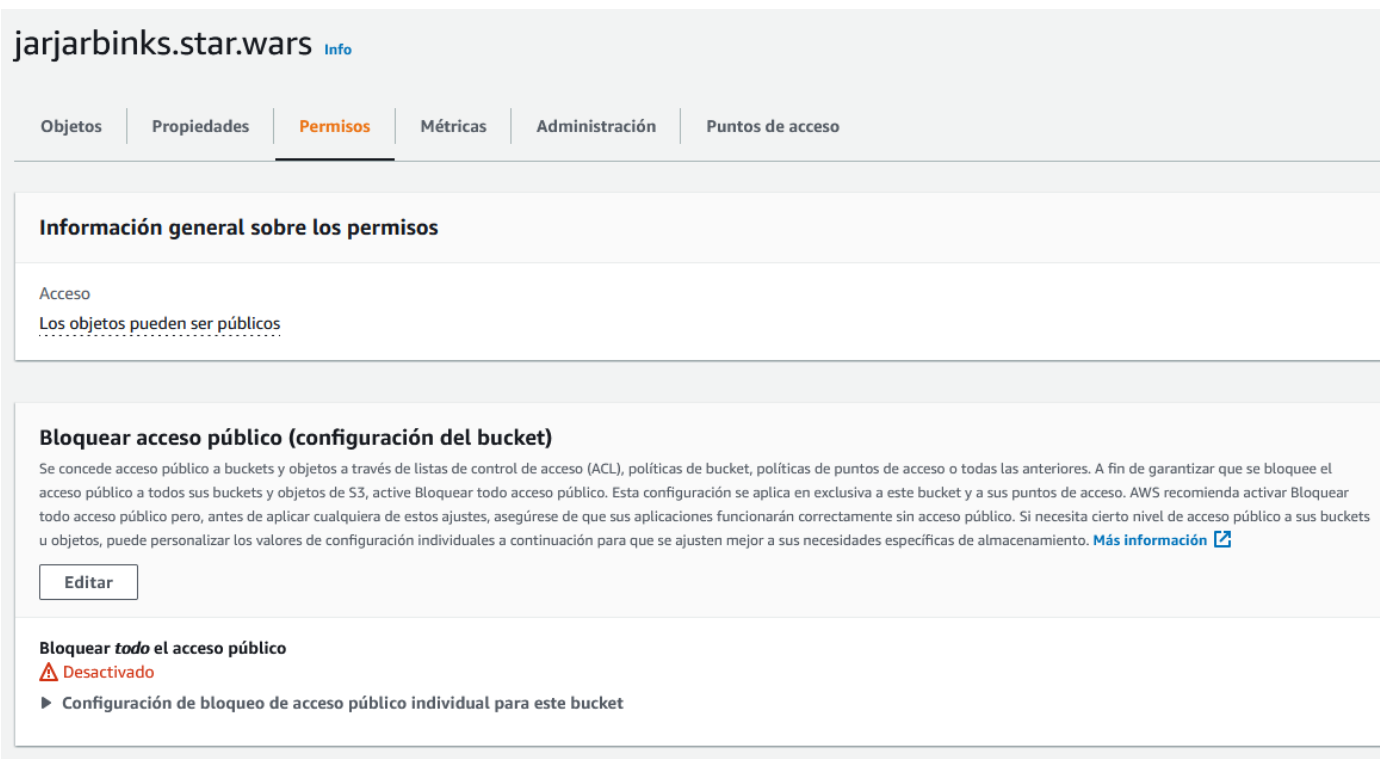 jarjarbinks.star.wars Info
Objetos Propiedades Permisos Métricas Administración Puntos de acceso
Información general sobre los permisos
Acceso
Los objetos pueden ser públicos
Bloquear acceso público (configuración del bucket)
Se concede acceso público a buckets y objetos a través de listas de control de acceso (ACL), políticas de bucket, políticas de puntos de acceso o todas las anteriores. A fin de garantizar que se bloquee el
acceso público a todos sus buckets y objetos de S3, active Bloquear todo acceso público. Esta configuración se aplica en exclusiva a este bucket y a sus puntos de acceso. AWS recomienda activar Bloquear
todo acceso público pero, antes de aplicar cualquiera de estos ajustes, asegúrese de que sus aplicaciones funcionarán correctamente sin acceso público. Si necesita cierto nivel de acceso público a sus buckets
u objetos, puede personalizar los valores de configuración individuales a continuación para que se ajusten mejor a sus necesidades específicas de almacenamiento. Más información
Editar
Bloquear todo el acceso público
Desactivado
Configuración de bloqueo de acceso público individual para este bucket